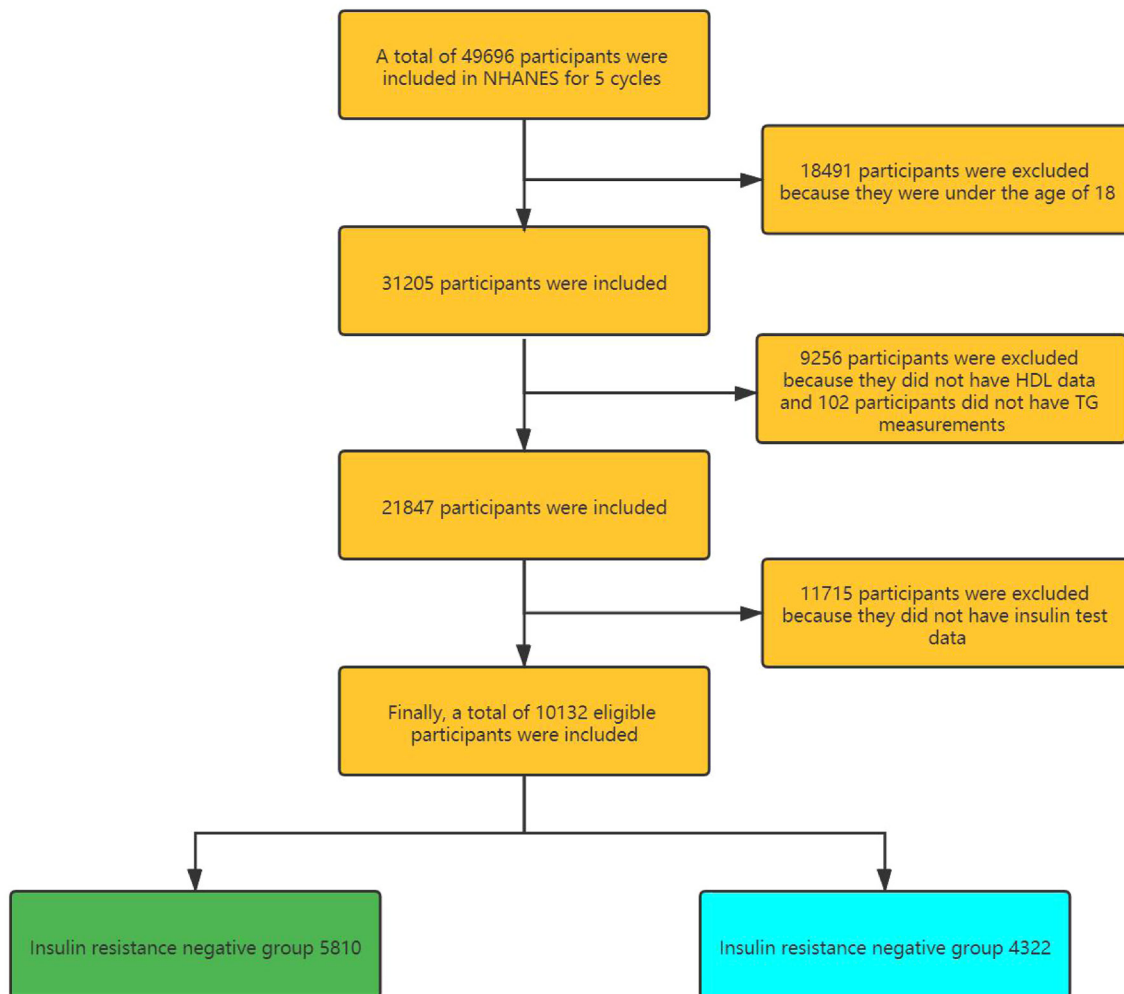 A total of 49696 participants were
included in NHANES for 5 cycles
18491 participants were excluded
because they were under the age of 18
31205 participants were included
9256 participants were excluded
because they did not have HDL data
and 102 participants did not have TG
measurements
21847 participants were included
11715 participants were excluded
because they did not have insulin test
data
Finally, a total of 10132 eligible
participants were included
Insulin resistance negative group 5810
Insulin resistance negative group 4322